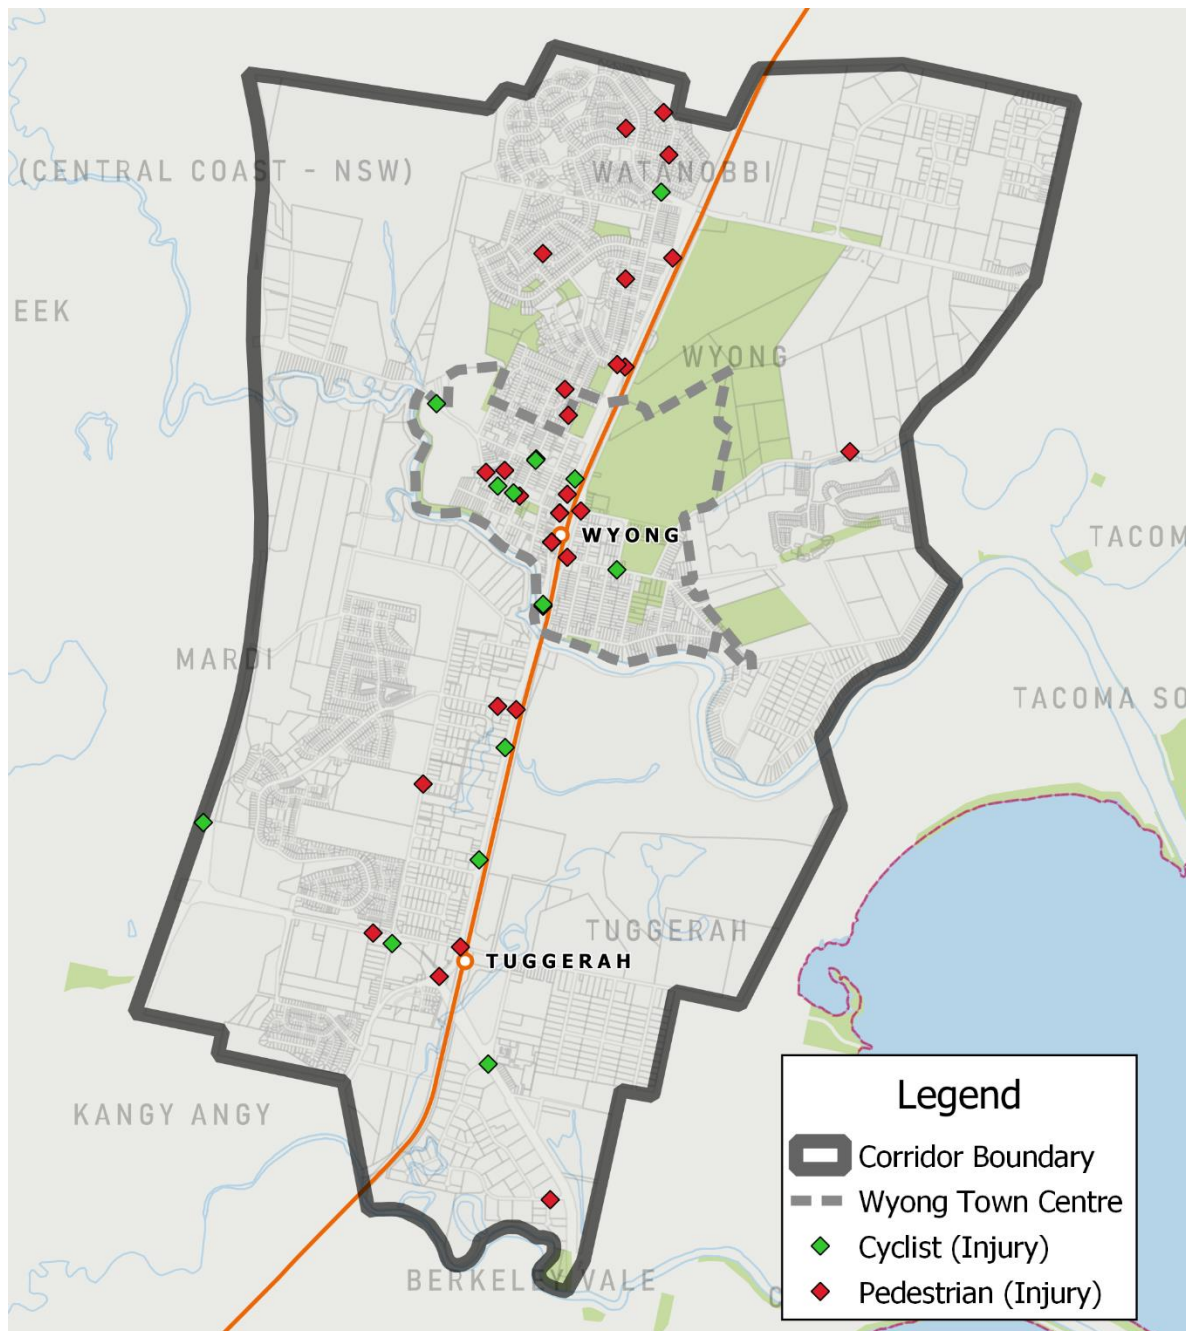 (CENTRAL COAST - NSW)
WATANOBBI
EEK
WYONG
WYONG
TACOM
MARDI
TACOMA SO
TUGGERAH
TUGGERAH
KANGY ANGY
BERKELEY VALE
C
Legend
Corridor Boundary
Wyong Town Centre
Cyclist (Injury)
Pedestrian (Injury)